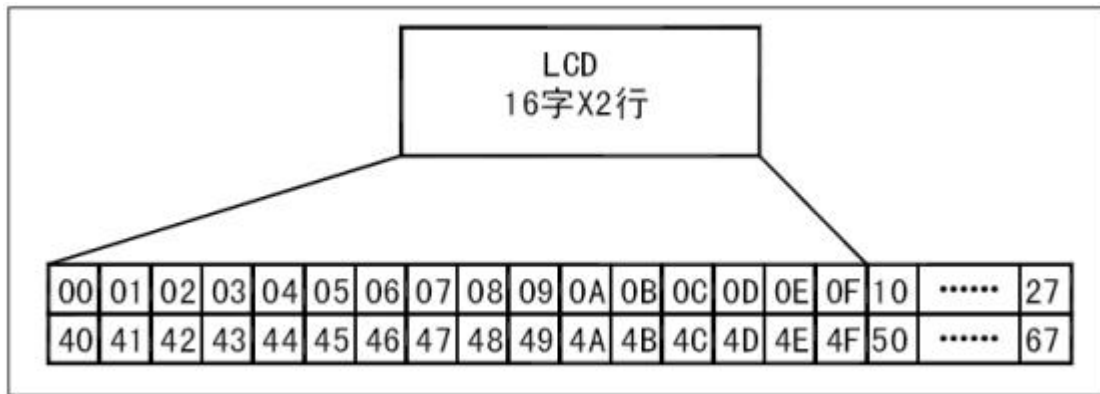 LCD
16字X2行
00 01 02 03 04 05 06 07 08 09 0A 0B 0C 0D 0E 0F 10 ······ 27
40 41 42 43 44 45 46 47 48 49 4A 4B 4C 4D 4E 4F 50 ······ 67